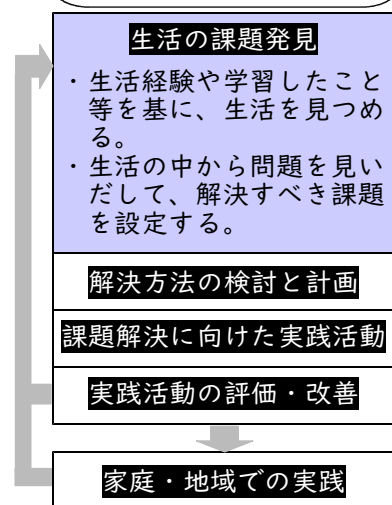 生活の課題発見
・生活経験や学習したこと
等を基に、生活を見つめ
る。
・生活の中から問題を見い
だして、解決すべき課題
を設定する。
解決方法の検討と計画
課題解決に向けた実践活動
実践活動の評価・改善
家庭・地域での実践